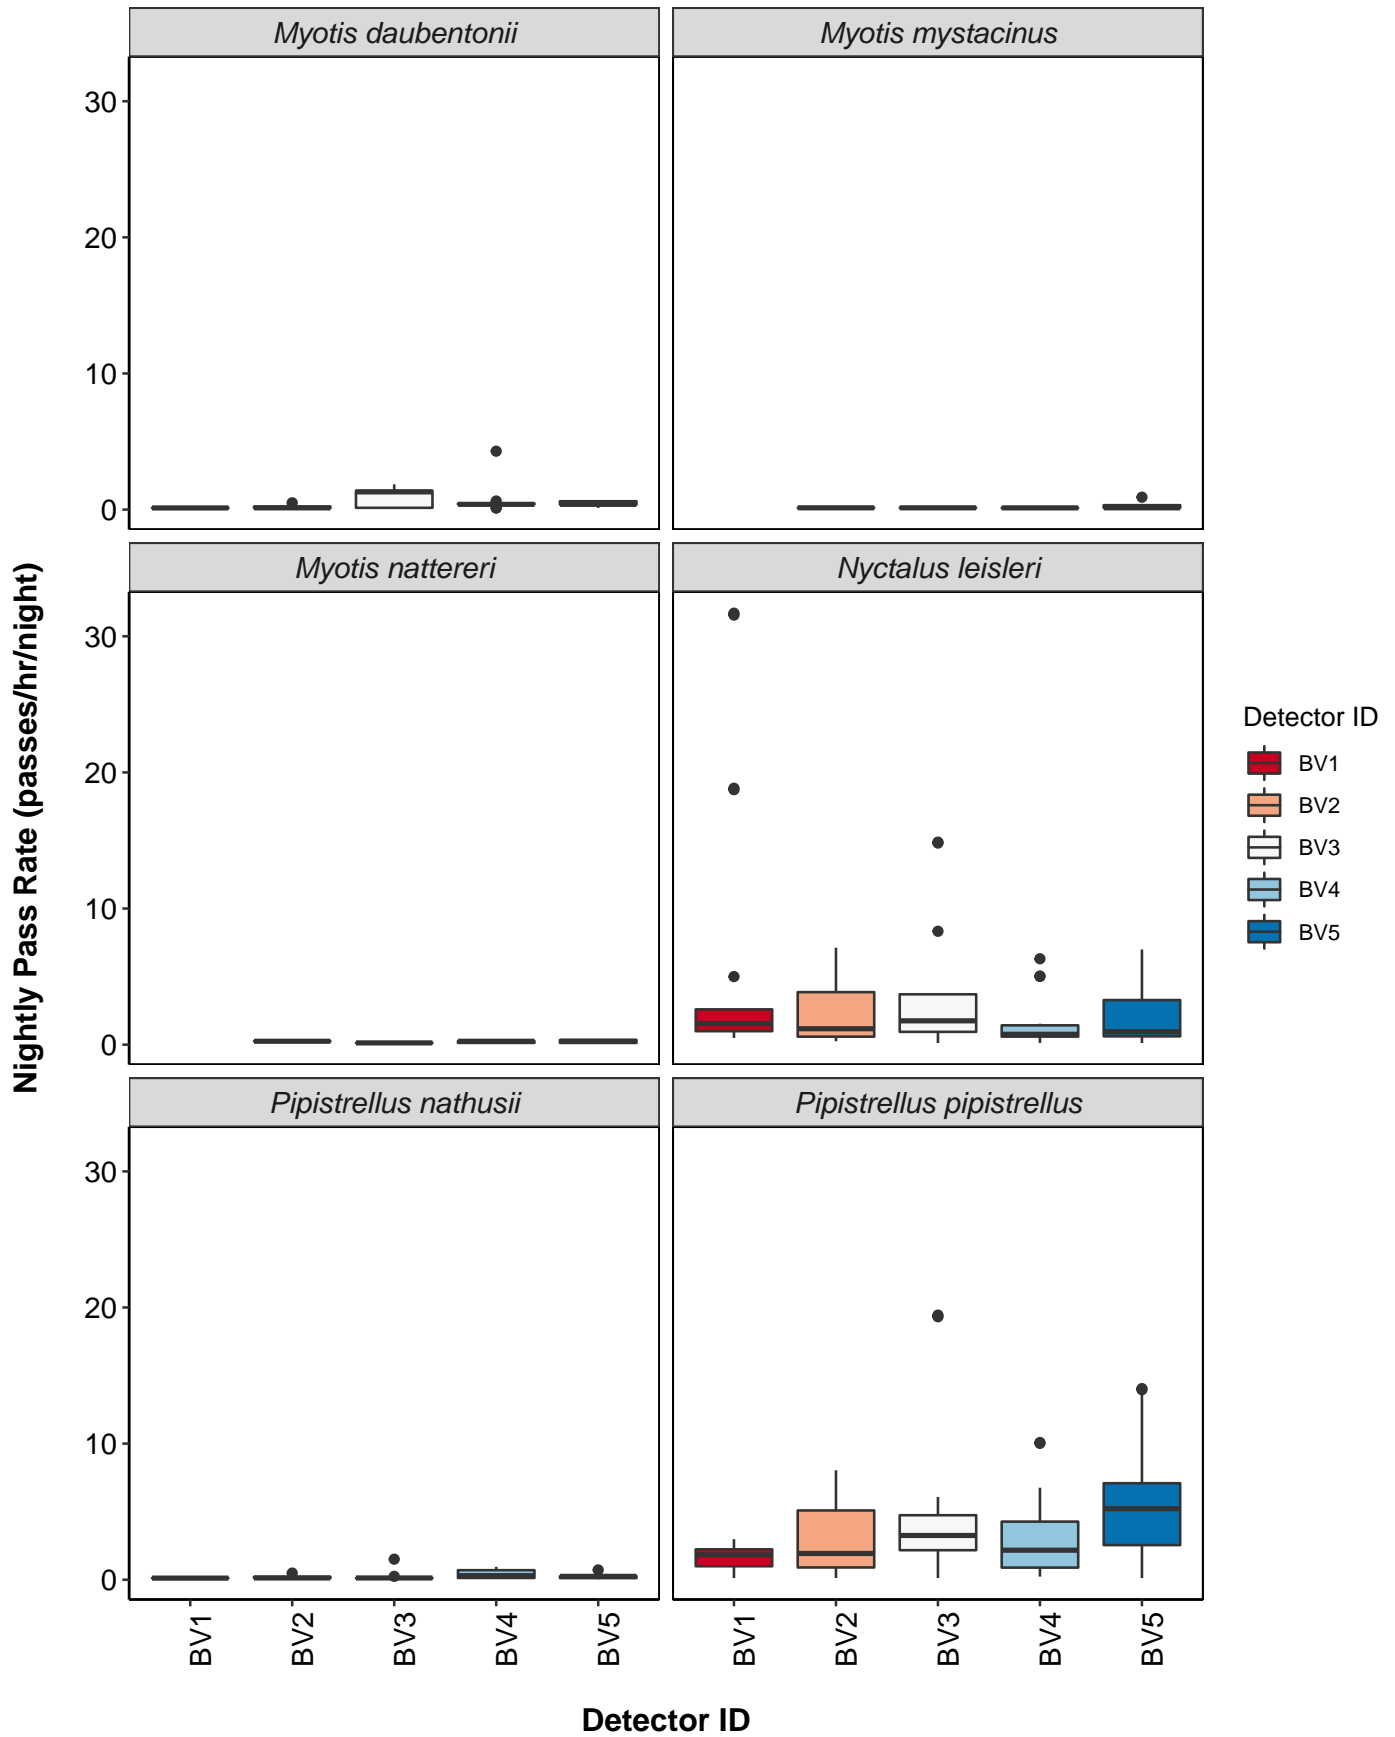 Myotis daubentonii
Myotis mystacinus
30
20
10
0
Myotis nattereri
Nyctalus leisleri
30
20
10
0
Pipistrellus nathusii
Pipistrellus pipistrellus
30
20
10
0
BV1
BV2
BV3
BV4
BV5
BV1
BV2
BV3
BV4
BV5
Detector ID
Nightly Pass Rate (passes/hr/night)
Detector ID
BV1
BV2
BV3
BV4
BV5